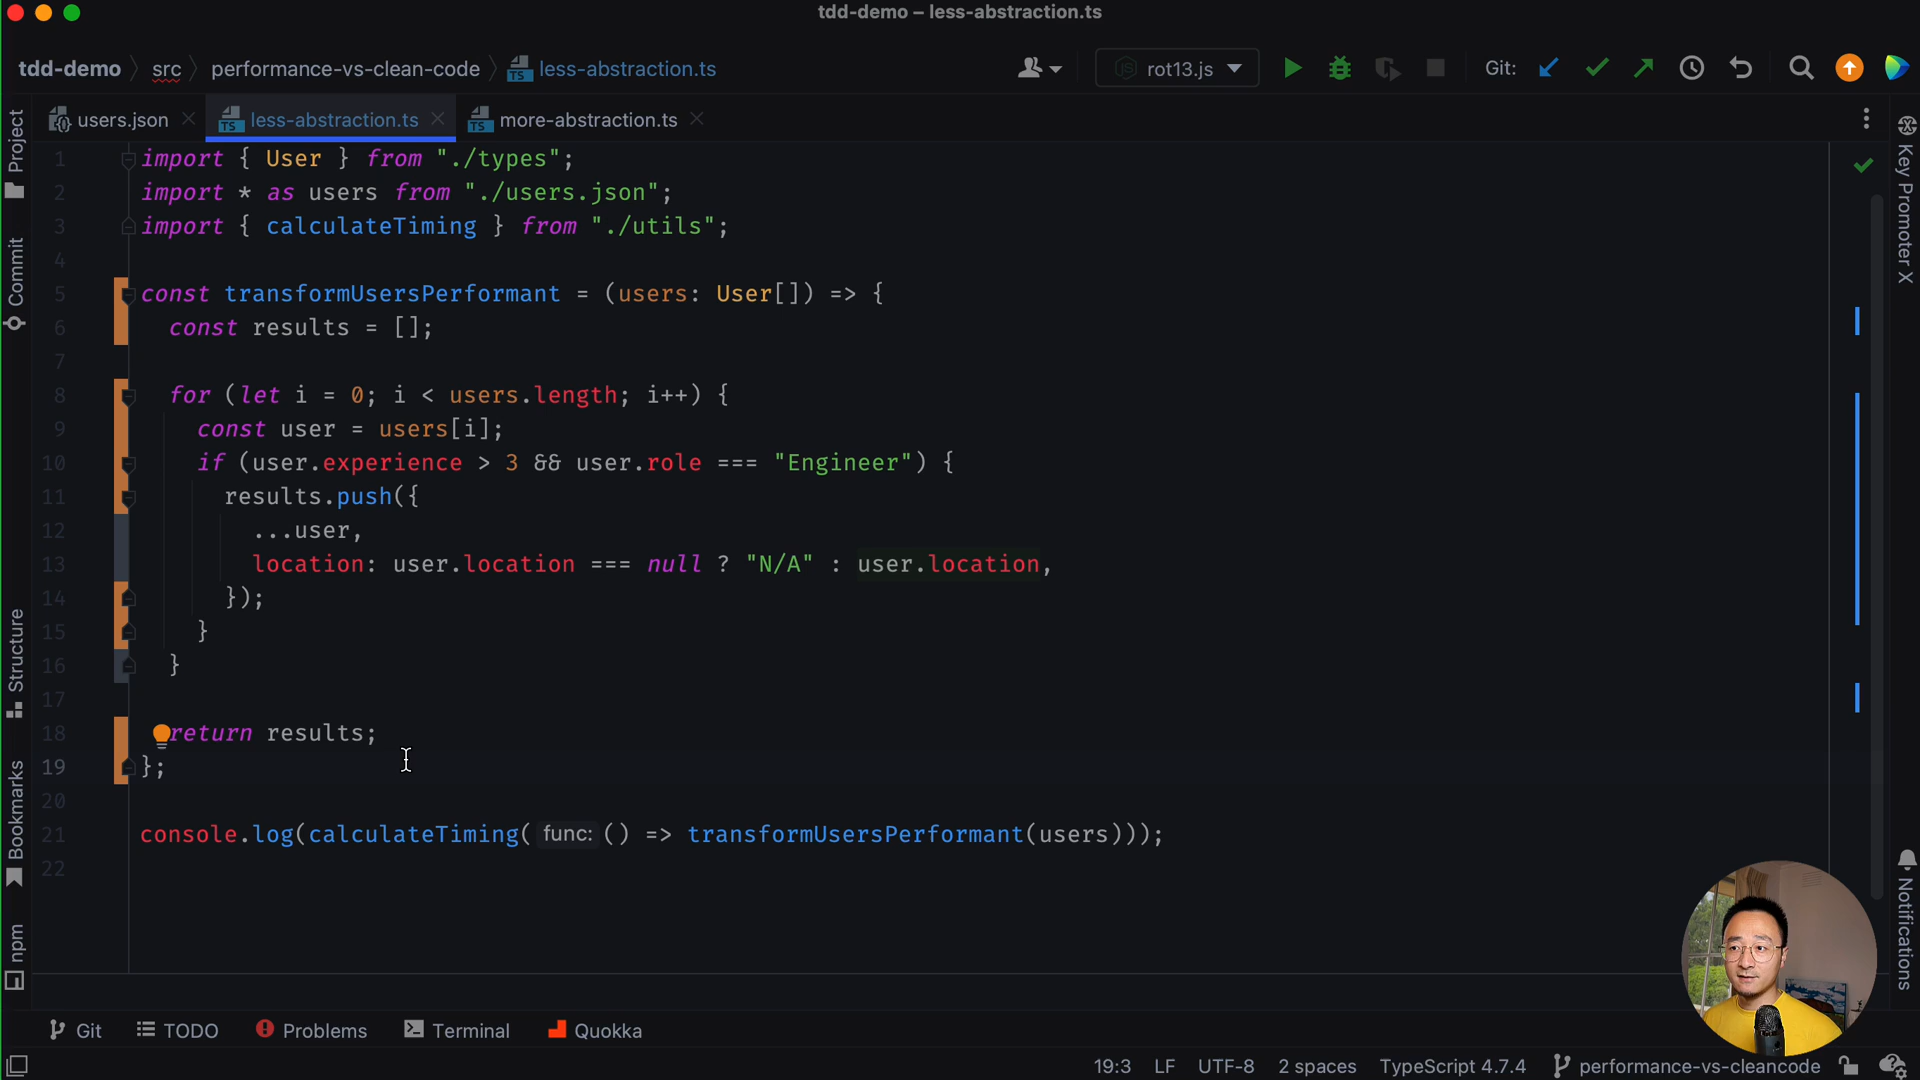 tdd-demo – less-abstraction.ts
tdd-demo src performance-vs-clean-code less-abstraction.ts rot13.js Git:
users.json less-abstraction.ts more-abstraction.ts
Project
Commit
Structure
Bookmarks
npm
1 import { User } from "./types";
2 import * as users from "./users.json";
3 import { calculateTiming } from "./utils";
4
5 const transformUsersPerformant = (users: User[]) => {
6 const results = [];
7
8 for (let i = 0; i < users.length; i++) {
9 const user = users[i];
10 if (user.experience > 3 && user.role === "Engineer") {
11 results.push({
12 ...user,
13 location: user.location === null ? "N/A" : user.location,
14 });
15 }
16 }
17
18 return results;
19 };
20
21 console.log(calculateTiming( func: () => transformUsersPerformant(users)));
22
Key Promoter X
Notifications
Git TODO Problems Terminal Quokka
19:3 LF UTF-8 2 spaces TypeScript 4.7.4 performance-vs-cleancode